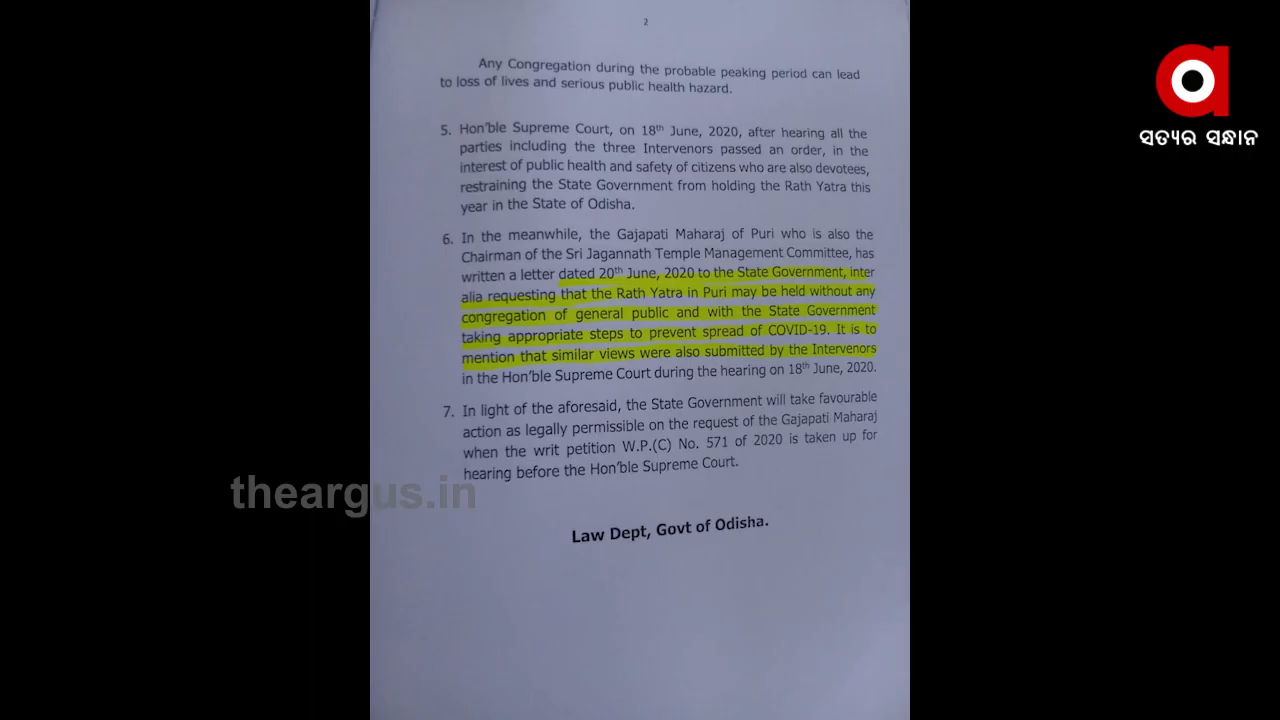 2
Any Congregation during the probable peaking period can lead
to loss of lives and serious public health hazard.
5. Hon'ble Supreme Court, on 18th June, 2020, after hearing all the
parties including the three Intervenors passed an order, in the
interest of public health and safety of citizens who are also devotees,
restraining the State Government from holding the Rath Yatra this
year in the State of Odisha.
6. In the meanwhile, the Gajapati Maharaj of Puri who is also the
Chairman of the Sri Jagannath Temple Management Committee, has
written a letter dated 20th June, 2020 to the State Government, inter
alia requesting that the Rath Yatra in Puri may be held without any
congregation of general public and with the State Government
taking appropriate steps to prevent spread of COVID-19. It is to
mention that similar views were also submitted by the Intervenors
in the Hon'ble Supreme Court during the hearing on 18th June, 2020.
7. In light of the aforesaid, the State Government will take favourable
action as legally permissible on the request of the Gajapati Maharaj
when the writ petition W.P.(C) No. 571 of 2020 is taken up for
hearing before the Hon'ble Supreme Court.
Law Dept, Govt of Odisha.
theargus.in
a
ସତ୍ୟର ସନ୍ଧାନ